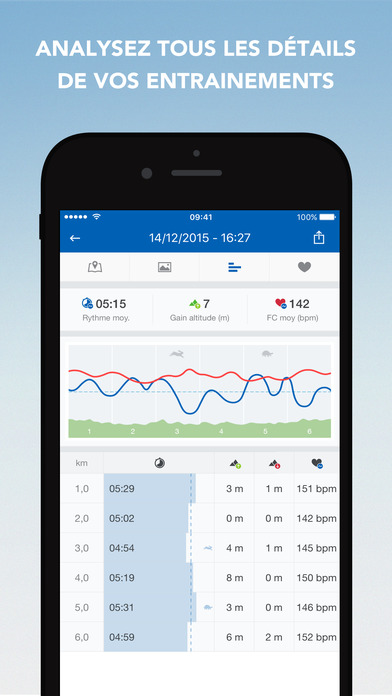 ANALYSEZ TOUS LES DÉTAILS
DE VOS ENTRAINEMENTS
09:41 100%
14/12/2015 - 16:27
05:15 7 142
Rythme moy. Gain altitude (m) FC moy (bpm)
1 2 3 4 5 6
km
1,0 05:29 3 m 1 m 151 bpm
2,0 05:02 0 m 0 m 142 bpm
3,0 04:54 4 m 1 m 145 bpm
4,0 05:19 8 m 0 m 150 bpm
5,0 05:31 3 m 0 m 146 bpm
6,0 04:59 6 m 2 m 152 bpm